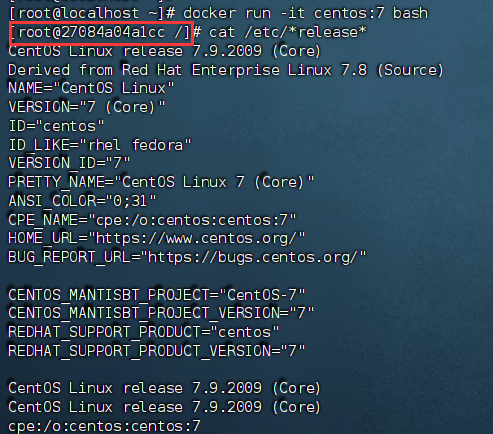 [root@localhost ~]# docker run -it centos:7 bash
[root@27084a04a1cc /]# cat /etc/*release*
CentOS Linux release 7.9.2009 (Core)
Derived from Red Hat Enterprise Linux 7.8 (Source)
NAME="CentOS Linux"
VERSION="7 (Core)"
ID="centos"
ID_LIKE="rhel fedora"
VERSION_ID="7"
PRETTY_NAME="CentOS Linux 7 (Core)"
ANSI_COLOR="0;31"
CPE_NAME="cpe:/o:centos:centos:7"
HOME_URL="https://www.centos.org/"
BUG_REPORT_URL="https://bugs.centos.org/"
CENTOS_MANTISBT_PROJECT="CentOS-7"
CENTOS_MANTISBT_PROJECT_VERSION="7"
REDHAT_SUPPORT_PRODUCT="centos"
REDHAT_SUPPORT_PRODUCT_VERSION="7"
CentOS Linux release 7.9.2009 (Core)
CentOS Linux release 7.9.2009 (Core)
cpe:/o:centos:centos:7